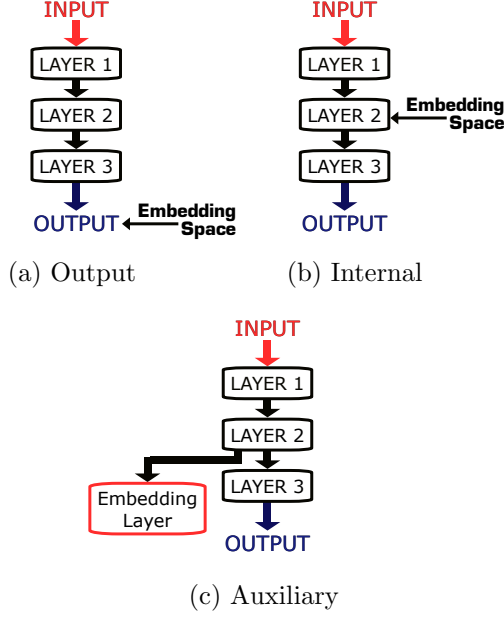 INPUT
LAYER 1
LAYER 2
LAYER 3
OUTPUT
Embedding
Space
(a) Output
INPUT
LAYER 1
LAYER 2
Embedding
Space
LAYER 3
OUTPUT
(b) Internal
INPUT
LAYER 1
LAYER 2
LAYER 3
Embedding
Layer
OUTPUT
(c) Auxiliary